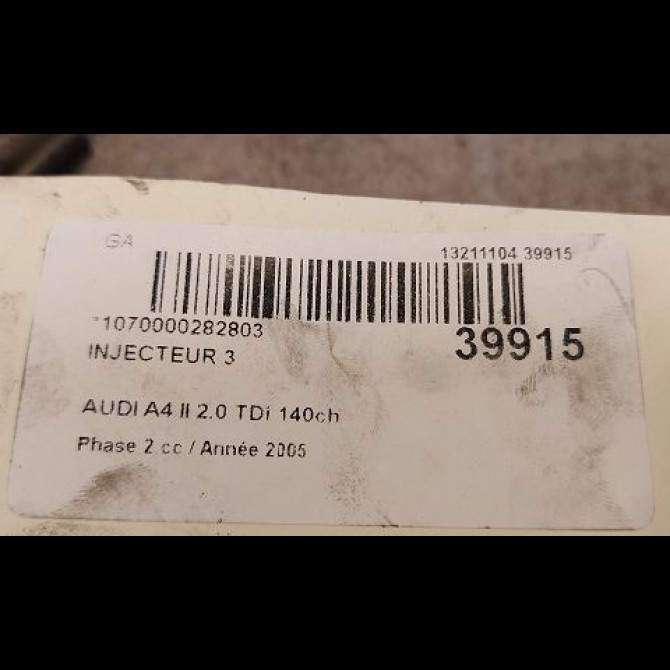 GA
13211104 39915
*1070000282803
39915
INJECTEUR 3
AUDI A4 II 2.0 TDi 140ch
Phase 2 cc / Année 2005